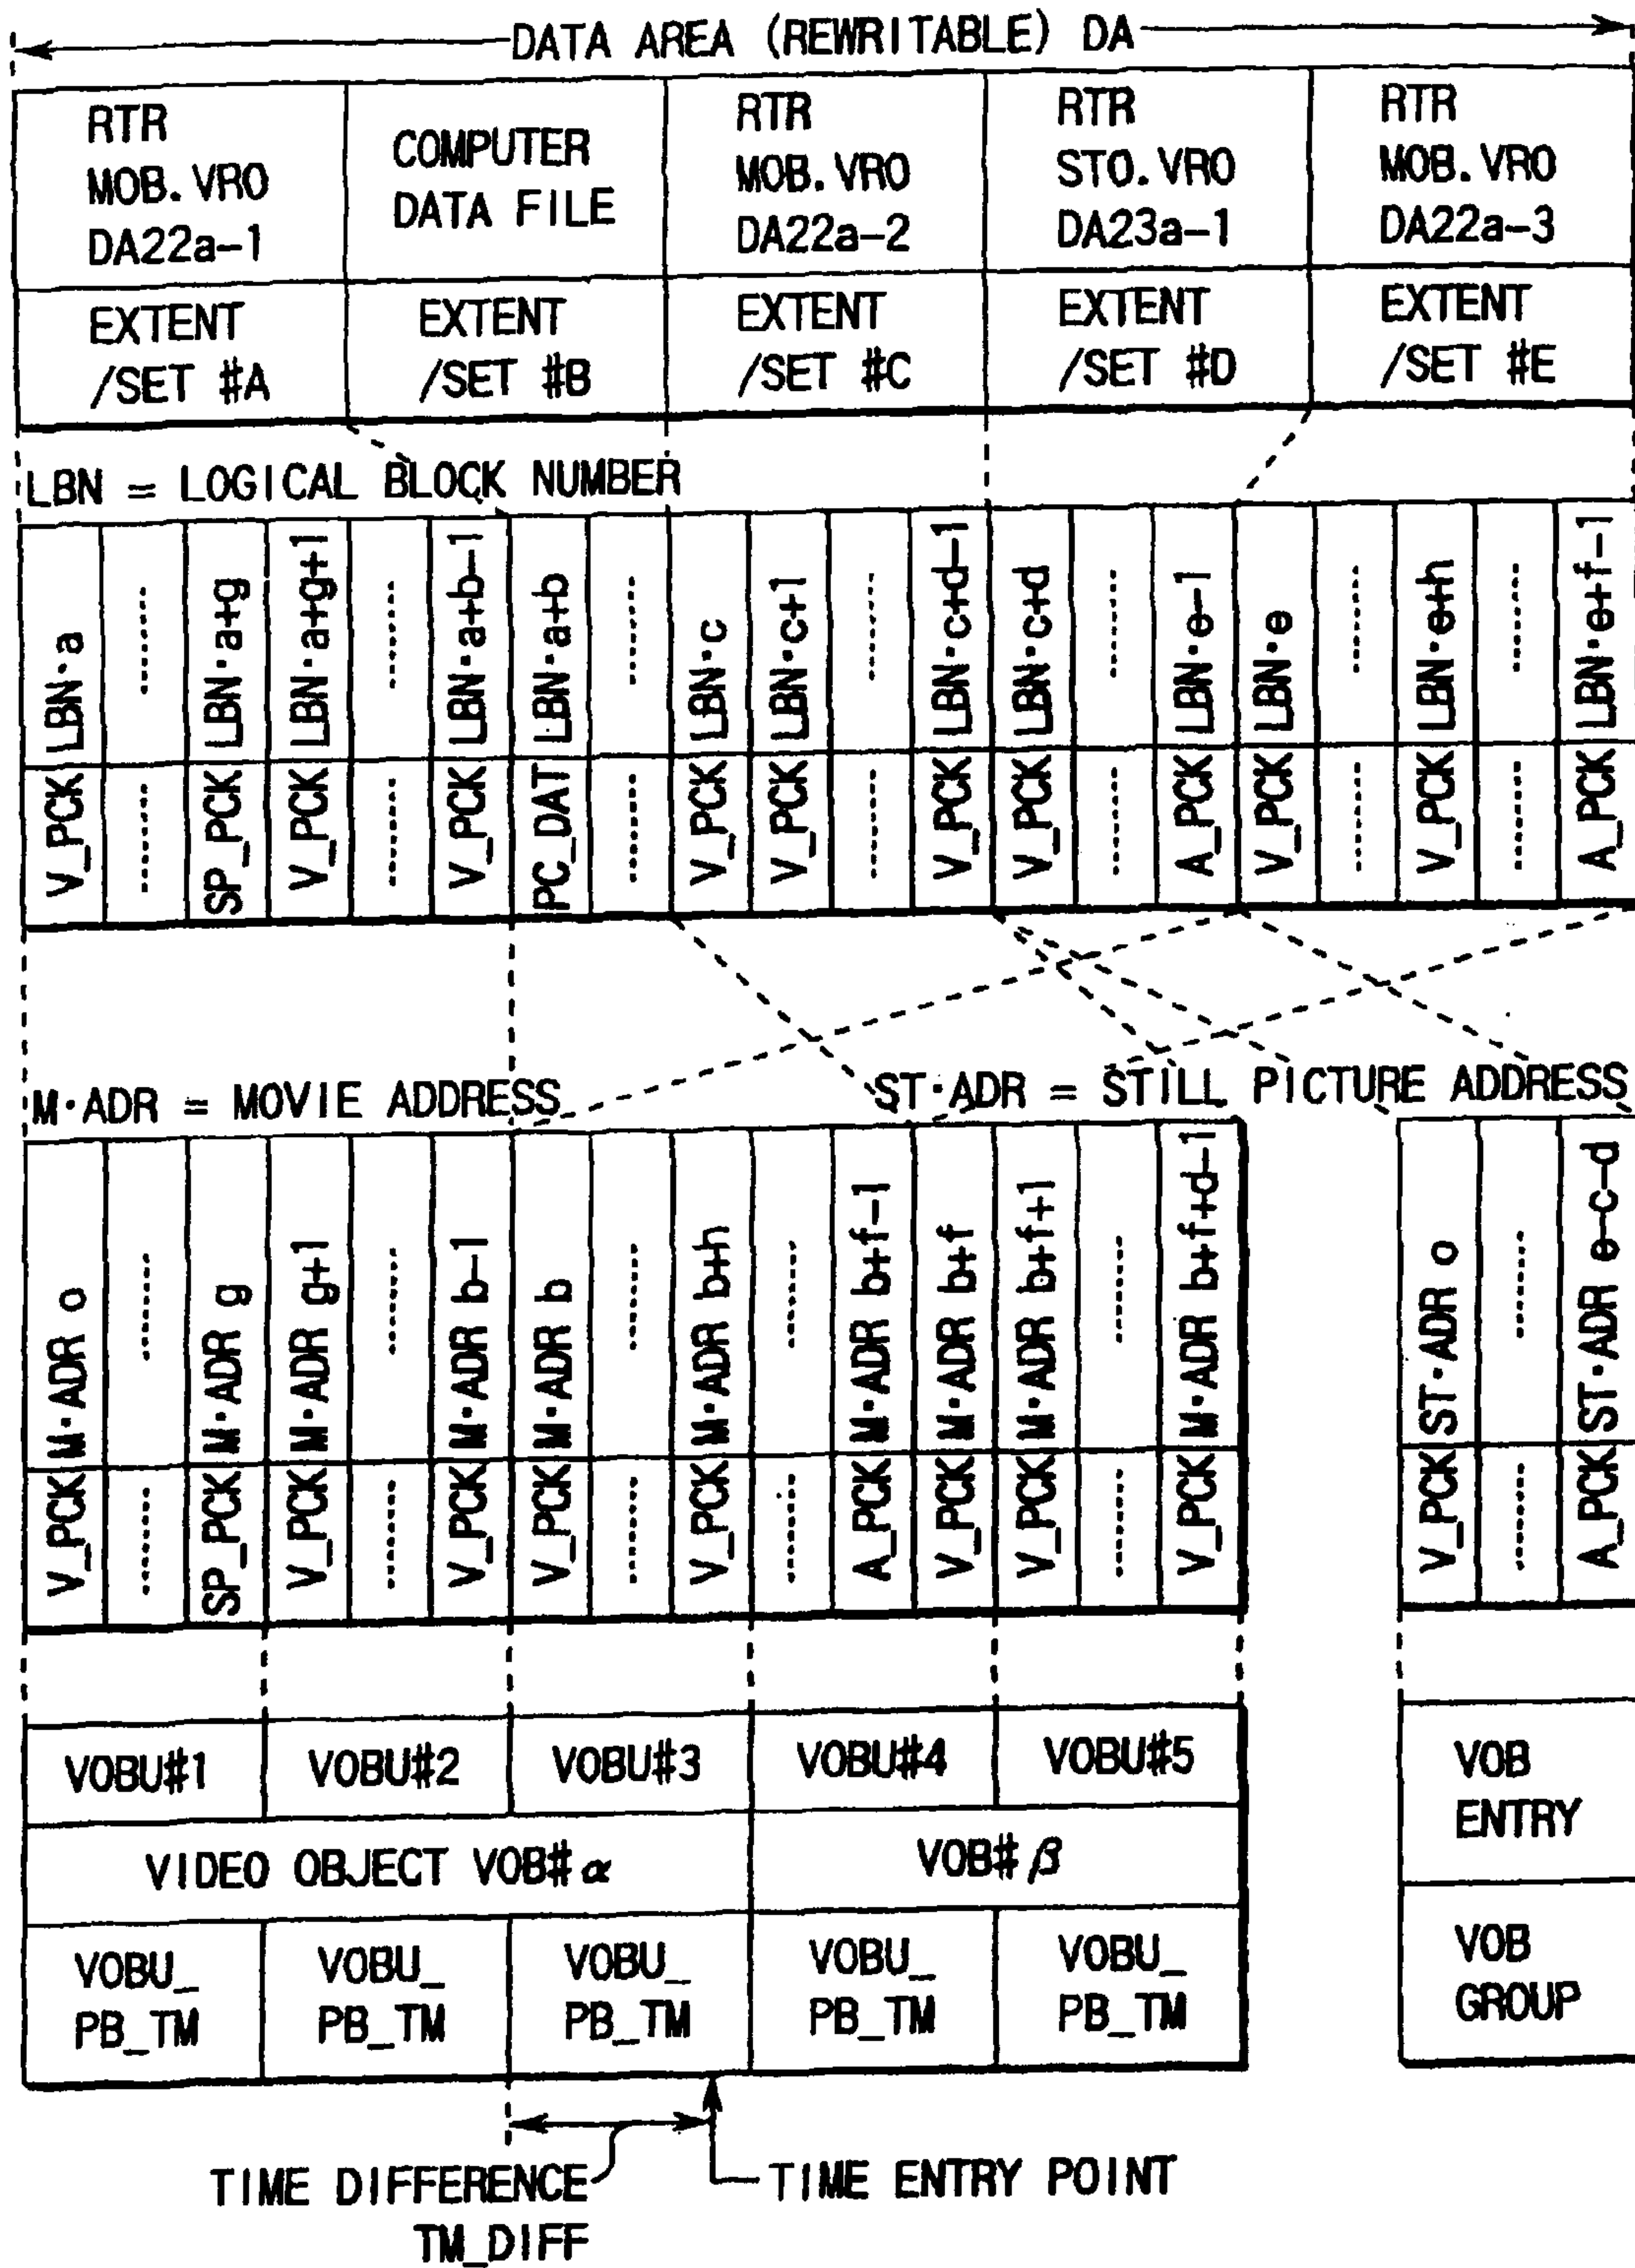 DATA AREA (REWRITABLE) DA
RTR
MOB.VRO
DA22a-1
COMPUTER
DATA FILE
RTR
MOB.VRO
DA22a-2
RTR
STO.VRO
DA23a-1
RTR
MOB.VRO
DA22a-3
EXTENT
/SET #A
EXTENT
/SET #B
EXTENT
/SET #C
EXTENT
/SET #D
EXTENT
/SET #E
LBN = LOGICAL BLOCK NUMBER
V_PCK LBN·a
SP_PCK LBN·a+g
V_PCK LBN·a+g+1
V_PCK LBN·a+b-1
PC_DAT LBN·a+b
V_PCK LBN·c
V_PCK LBN·c+1
V_PCK LBN·c+d-1
V_PCK LBN·c+d
A_PCK LBN·e-1
V_PCK LBN·e
V_PCK LBN·e+h
A_PCK LBN·e+f-1
M·ADR = MOVIE ADDRESS
ST·ADR = STILL PICTURE ADDRESS
V_PCK M·ADR o
SP_PCK M·ADR g
V_PCK M·ADR g+1
V_PCK M·ADR b-1
V_PCK M·ADR b
V_PCK M·ADR b+h
A_PCK M·ADR b+f-1
V_PCK M·ADR b+f
V_PCK M·ADR b+f+1
V_PCK M·ADR b+f+d-1
V_PCK ST·ADR o
A_PCK ST·ADR e-c-d
VOBU#1
VOBU#2
VOBU#3
VOBU#4
VOBU#5
VOB
ENTRY
VIDEO OBJECT VOB#α
VOB#β
VOBU_
PB_TM
VOBU_
PB_TM
VOBU_
PB_TM
VOBU_
PB_TM
VOBU_
PB_TM
VOB
GROUP
TIME DIFFERENCE
TM_DIFF
TIME ENTRY POINT